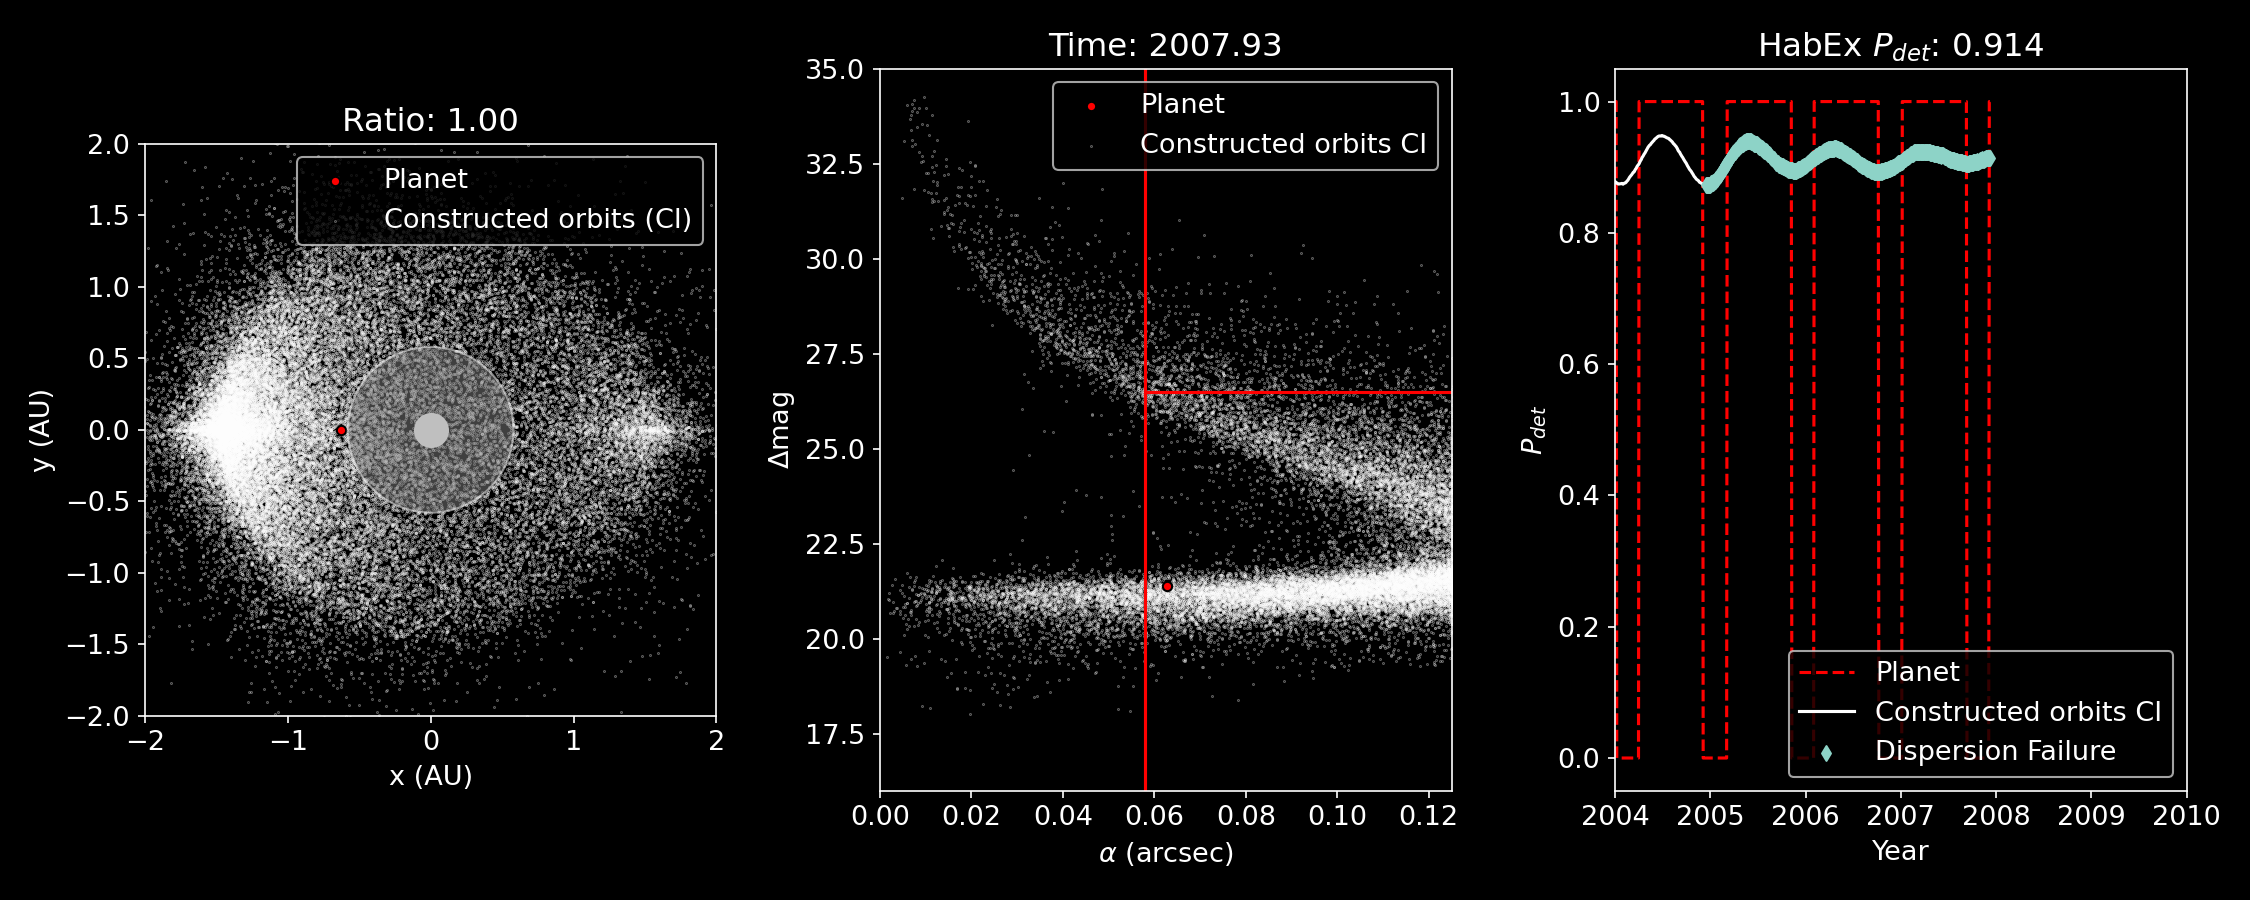 Ratio: 1.00
Planet
Constructed orbits (CI)
2.0
1.5
1.0
0.5
0.0
−0.5
−1.0
−1.5
−2.0
y (AU)
−2
−1
0
1
2
x (AU)
Time: 2007.93
Planet
Constructed orbits CI
35.0
32.5
30.0
27.5
25.0
22.5
20.0
17.5
Δmag
0.00
0.02
0.04
0.06
0.08
0.10
0.12
α (arcsec)
HabEx P_det: 0.914
1.0
0.8
0.6
0.4
0.2
0.0
P_det
Planet
Constructed orbits CI
Dispersion Failure
2004
2005
2006
2007
2008
2009
2010
Year